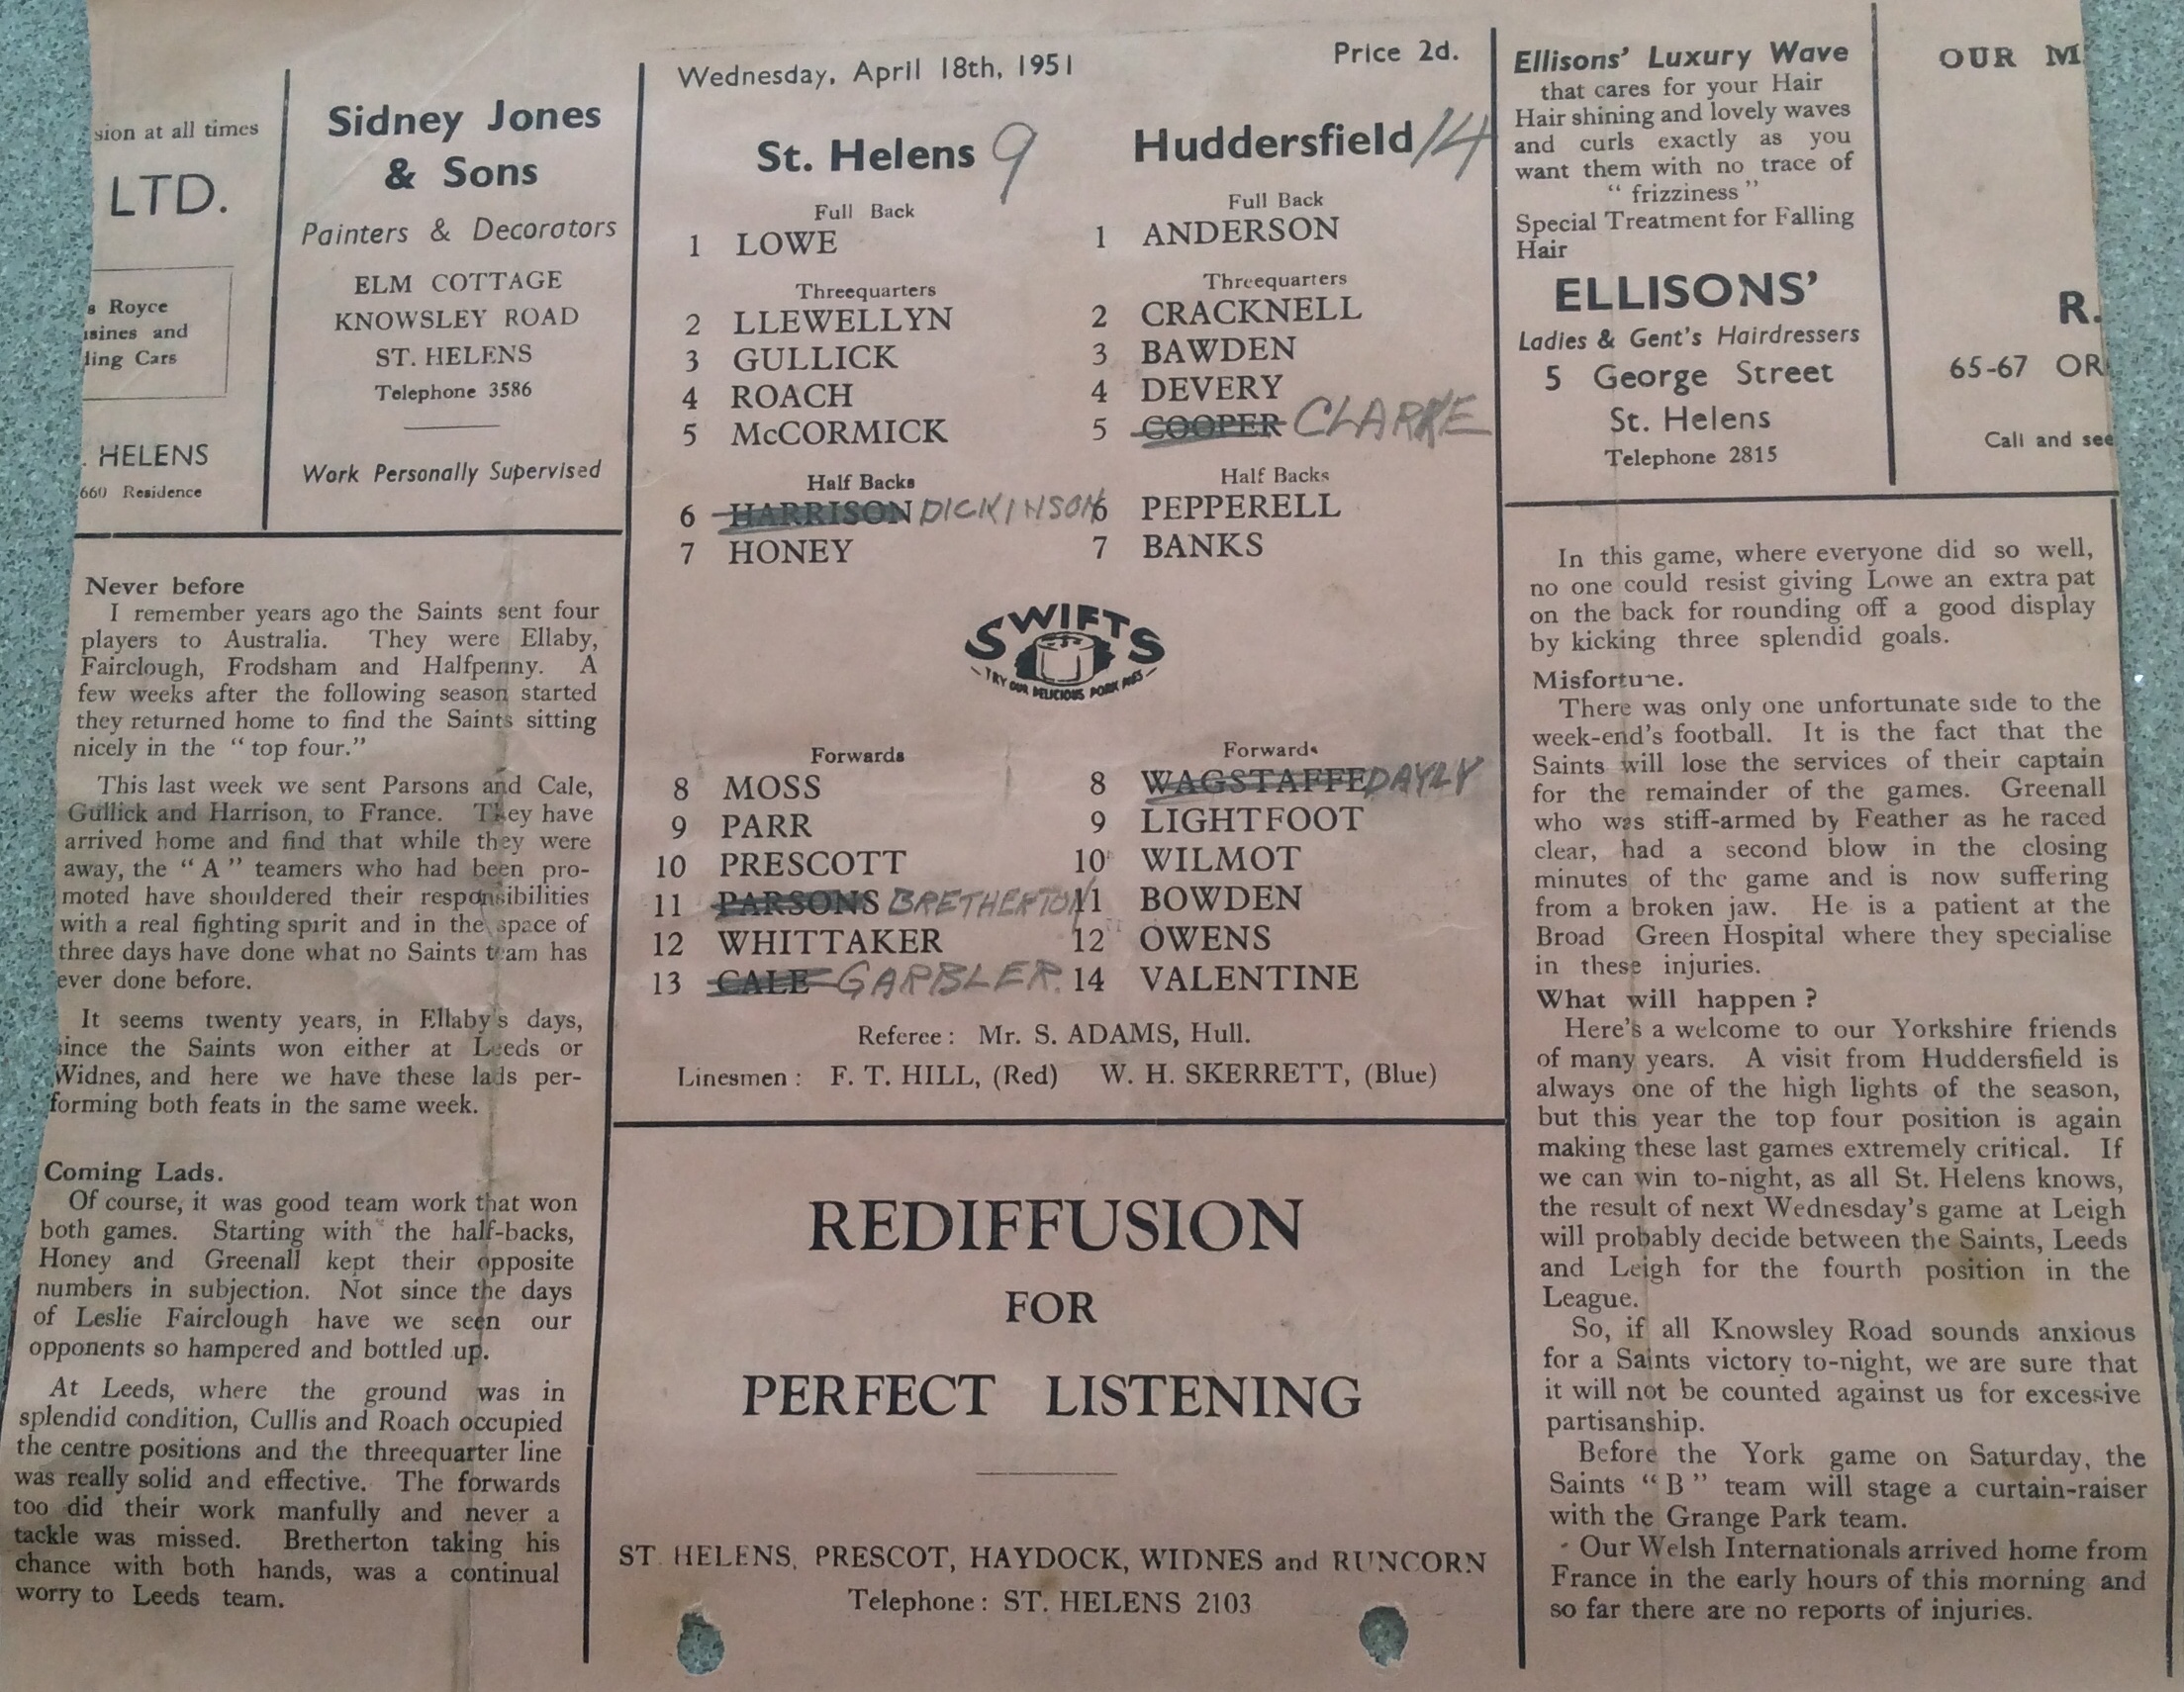 sion at all times
LTD.
s Royce
sines and
ding Cars
. HELENS
660 Residence
Sidney Jones
& Sons
Painters & Decorators
ELM COTTAGE
KNOWSLEY ROAD
ST. HELENS
Telephone 3586
Work Personally Supervised
Never before
I remember years ago the Saints sent four
players to Australia. They were Ellaby,
Fairclough, Frodsham and Halfpenny. A
few weeks after the following season started
they returned home to find the Saints sitting
nicely in the "top four."
This last week we sent Parsons and Cale,
Gullick and Harrison, to France. They have
arrived home and find that while they were
away, the "A" teamers who had been pro-
moted have shouldered their responsibilities
with a real fighting spirit and in the space of
three days have done what no Saints team has
ever done before.
It seems twenty years, in Ellaby's days,
since the Saints won either at Leeds or
Widnes, and here we have these lads per-
forming both feats in the same week.
Coming Lads.
Of course, it was good team work that won
both games. Starting with the half-backs,
Honey and Greenall kept their opposite
numbers in subjection. Not since the days
of Leslie Fairclough have we seen our
opponents so hampered and bottled up.
At Leeds, where the ground was in
splendid condition, Cullis and Roach occupied
the centre positions and the threequarter line
was really solid and effective. The forwards
too did their work manfully and never a
tackle was missed. Bretherton taking his
chance with both hands, was a continual
worry to Leeds team.
Wednesday, April 18th, 1951 Price 2d.
St. Helens 9 Huddersfield 14
Full Back Full Back
1 LOWE 1 ANDERSON
Threequarters Threequarters
2 LLEWELLYN 2 CRACKNELL
3 GULLICK 3 BAWDEN
4 ROACH 4 DEVERY
5 McCORMICK 5 COOPER CLARKE
Half Backs Half Backs
6 HARRISON DICKINSON 6 PEPPERELL
7 HONEY 7 BANKS
SWIFTS
TRY OUR DELICIOUS PORK PIES
Forwards Forwards
8 MOSS 8 WAGSTAFFE DAYLY
9 PARR 9 LIGHTFOOT
10 PRESCOTT 10 WILMOT
11 PARSONS BRETHERTON 11 BOWDEN
12 WHITTAKER 12 OWENS
13 CALE GARBLER. 14 VALENTINE
Referee: Mr. S. ADAMS, Hull.
Linesmen: F. T. HILL, (Red) W. H. SKERRETT, (Blue)
REDIFFUSION
FOR
PERFECT LISTENING
ST. HELENS, PRESCOT, HAYDOCK, WIDNES and RUNCORN
Telephone: ST. HELENS 2103
Ellisons' Luxury Wave
that cares for your Hair
Hair shining and lovely waves
and curls exactly as you
want them with no trace of
"frizziness"
Special Treatment for Falling
Hair
ELLISONS'
Ladies & Gent's Hairdressers
5 George Street
St. Helens
Telephone 2815
OUR M
R.
65-67 OR
Call and see
In this game, where everyone did so well,
no one could resist giving Lowe an extra pat
on the back for rounding off a good display
by kicking three splendid goals.
Misfortune.
There was only one unfortunate side to the
week-end's football. It is the fact that the
Saints will lose the services of their captain
for the remainder of the games. Greenall
who was stiff-armed by Feather as he raced
clear, had a second blow in the closing
minutes of the game and is now suffering
from a broken jaw. He is a patient at the
Broad Green Hospital where they specialise
in these injuries.
What will happen?
Here's a welcome to our Yorkshire friends
of many years. A visit from Huddersfield is
always one of the high lights of the season,
but this year the top four position is again
making these last games extremely critical. If
we can win to-night, as all St. Helens knows,
the result of next Wednesday's game at Leigh
will probably decide between the Saints, Leeds
and Leigh for the fourth position in the
League.
So, if all Knowsley Road sounds anxious
for a Saints victory to-night, we are sure that
it will not be counted against us for excessive
partisanship.
Before the York game on Saturday, the
Saints "B" team will stage a curtain-raiser
with the Grange Park team.
Our Welsh Internationals arrived home from
France in the early hours of this morning and
so far there are no reports of injuries.